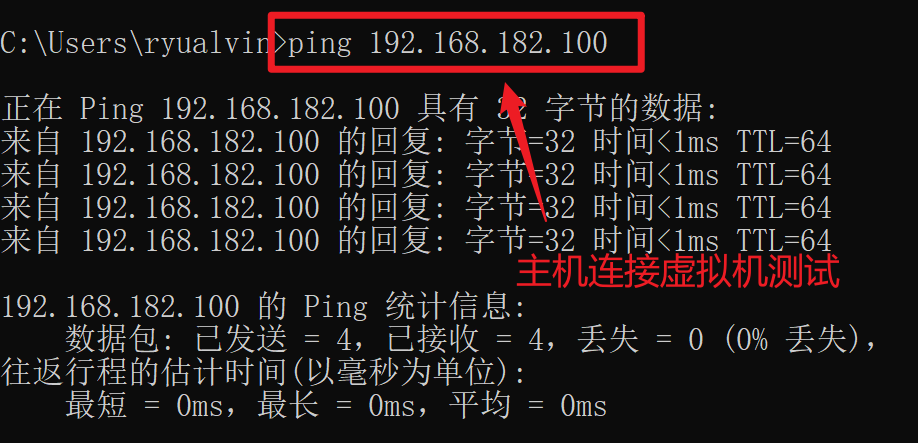 C:\Users\ryualvin>ping 192.168.182.100
正在 Ping 192.168.182.100 具有 32 字节的数据:
来自 192.168.182.100 的回复: 字节=32 时间<1ms TTL=64
来自 192.168.182.100 的回复: 字节=32 时间<1ms TTL=64
来自 192.168.182.100 的回复: 字节=32 时间<1ms TTL=64
来自 192.168.182.100 的回复: 字节=32 时间<1ms TTL=64
主机连接虚拟机测试
192.168.182.100 的 Ping 统计信息:
数据包: 已发送 = 4，已接收 = 4，丢失 = 0 (0% 丢失)，
往返行程的估计时间(以毫秒为单位):
最短 = 0ms，最长 = 0ms，平均 = 0ms